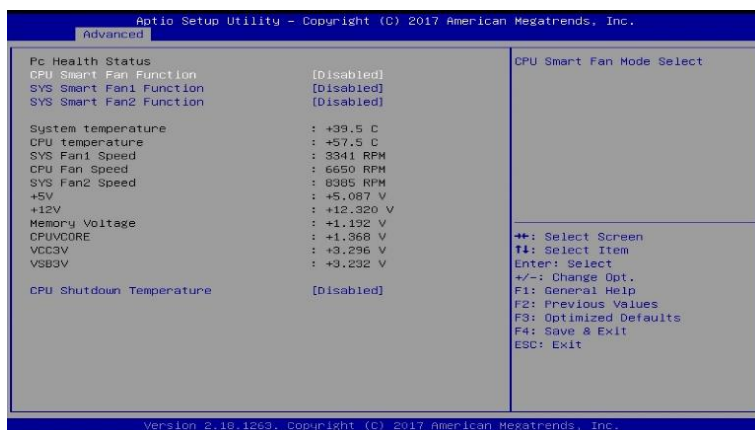 Aptio Setup Utility – Copyright (C) 2017 American Megatrends, Inc.
Advanced
Pc Health Status
CPU Smart Fan Function [Disabled]
SYS Smart Fan1 Function [Disabled]
SYS Smart Fan2 Function [Disabled]
System temperature : +39.5 C
CPU temperature : +57.5 C
SYS Fan1 Speed : 3341 RPM
CPU Fan Speed : 6650 RPM
SYS Fan2 Speed : 8385 RPM
+5V : +5.087 V
+12V : +12.320 V
Memory Voltage : +1.192 V
CPUVCORE : +1.368 V
VCC3V : +3.296 V
VSB3V : +3.232 V
CPU Shutdown Temperature [Disabled]
CPU Smart Fan Mode Select
→←: Select Screen
↑↓: Select Item
Enter: Select
+/-: Change Opt.
F1: General Help
F2: Previous Values
F3: Optimized Defaults
F4: Save & Exit
ESC: Exit
Version 2.18.1263. Copyright (C) 2017 American Megatrends, Inc.